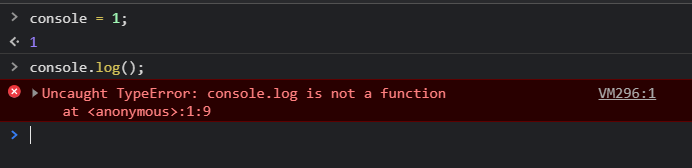 > console = 1;
<· 1
> console.log();
Uncaught TypeError: console.log is not a function VM296:1
at <anonymous>:1:9
>